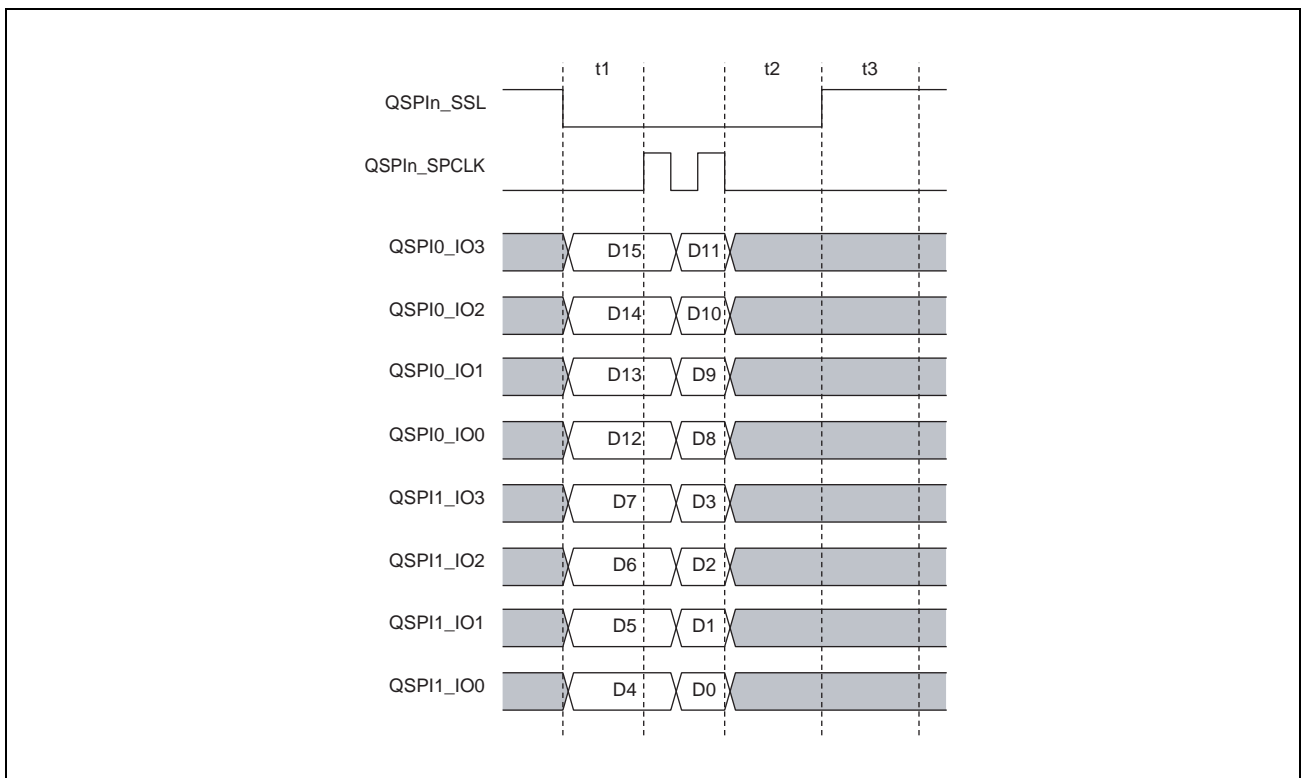 t1 t2 t3
QSPIn_SSL
QSPIn_SPCLK
QSPI0_IO3 D15 D11
QSPI0_IO2 D14 D10
QSPI0_IO1 D13 D9
QSPI0_IO0 D12 D8
QSPI1_IO3 D7 D3
QSPI1_IO2 D6 D2
QSPI1_IO1 D5 D1
QSPI1_IO0 D4 D0